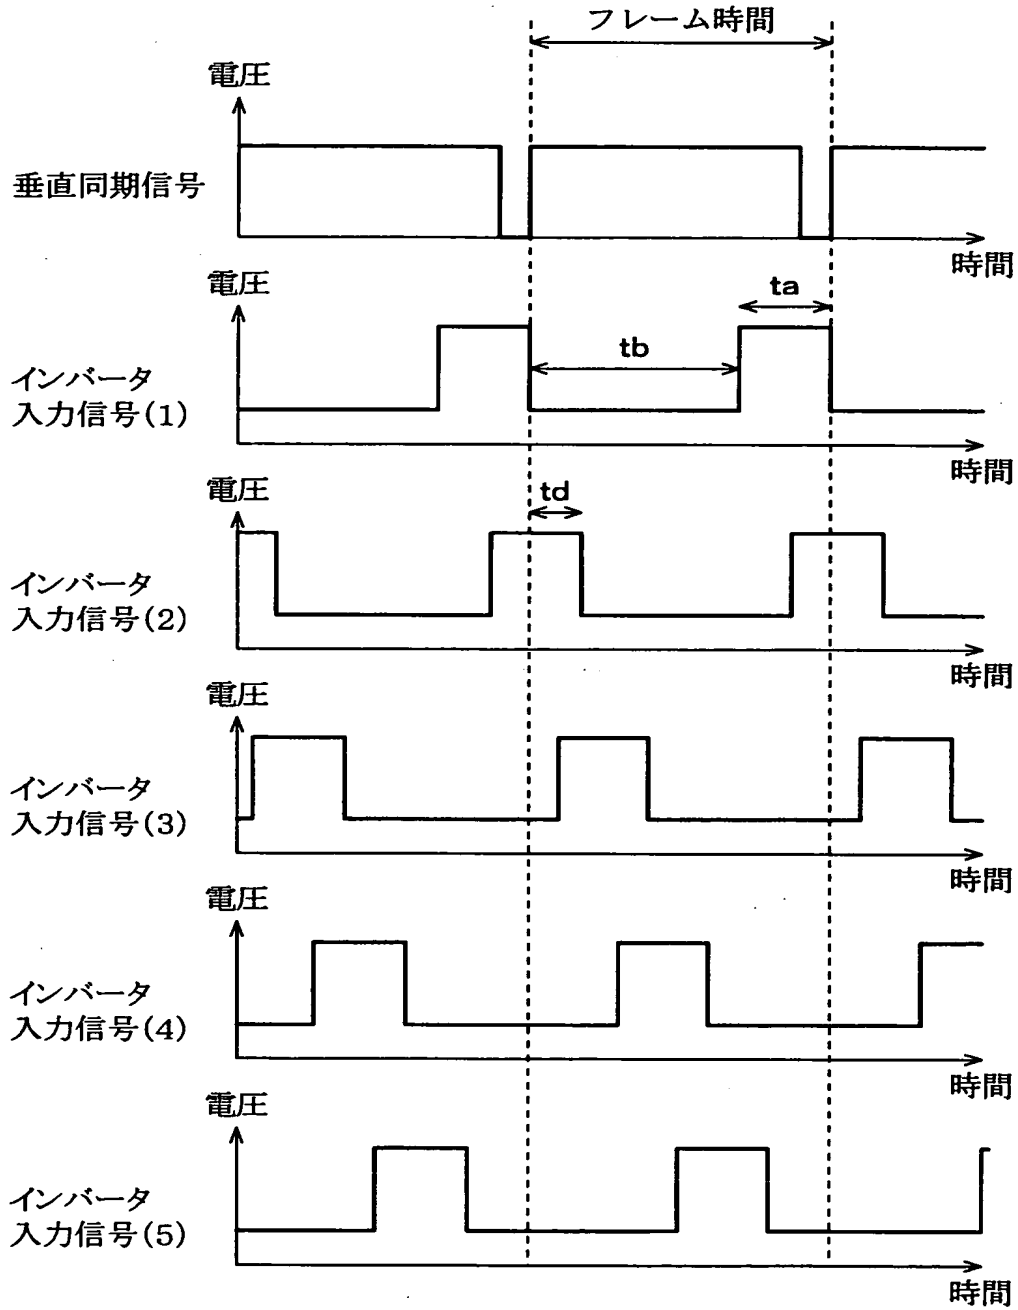 フレーム時間
電圧
垂直同期信号
時間
電圧
ta
tb
インバータ
入力信号(1)
時間
電圧
td
インバータ
入力信号(2)
時間
電圧
インバータ
入力信号(3)
時間
電圧
インバータ
入力信号(4)
時間
電圧
インバータ
入力信号(5)
時間